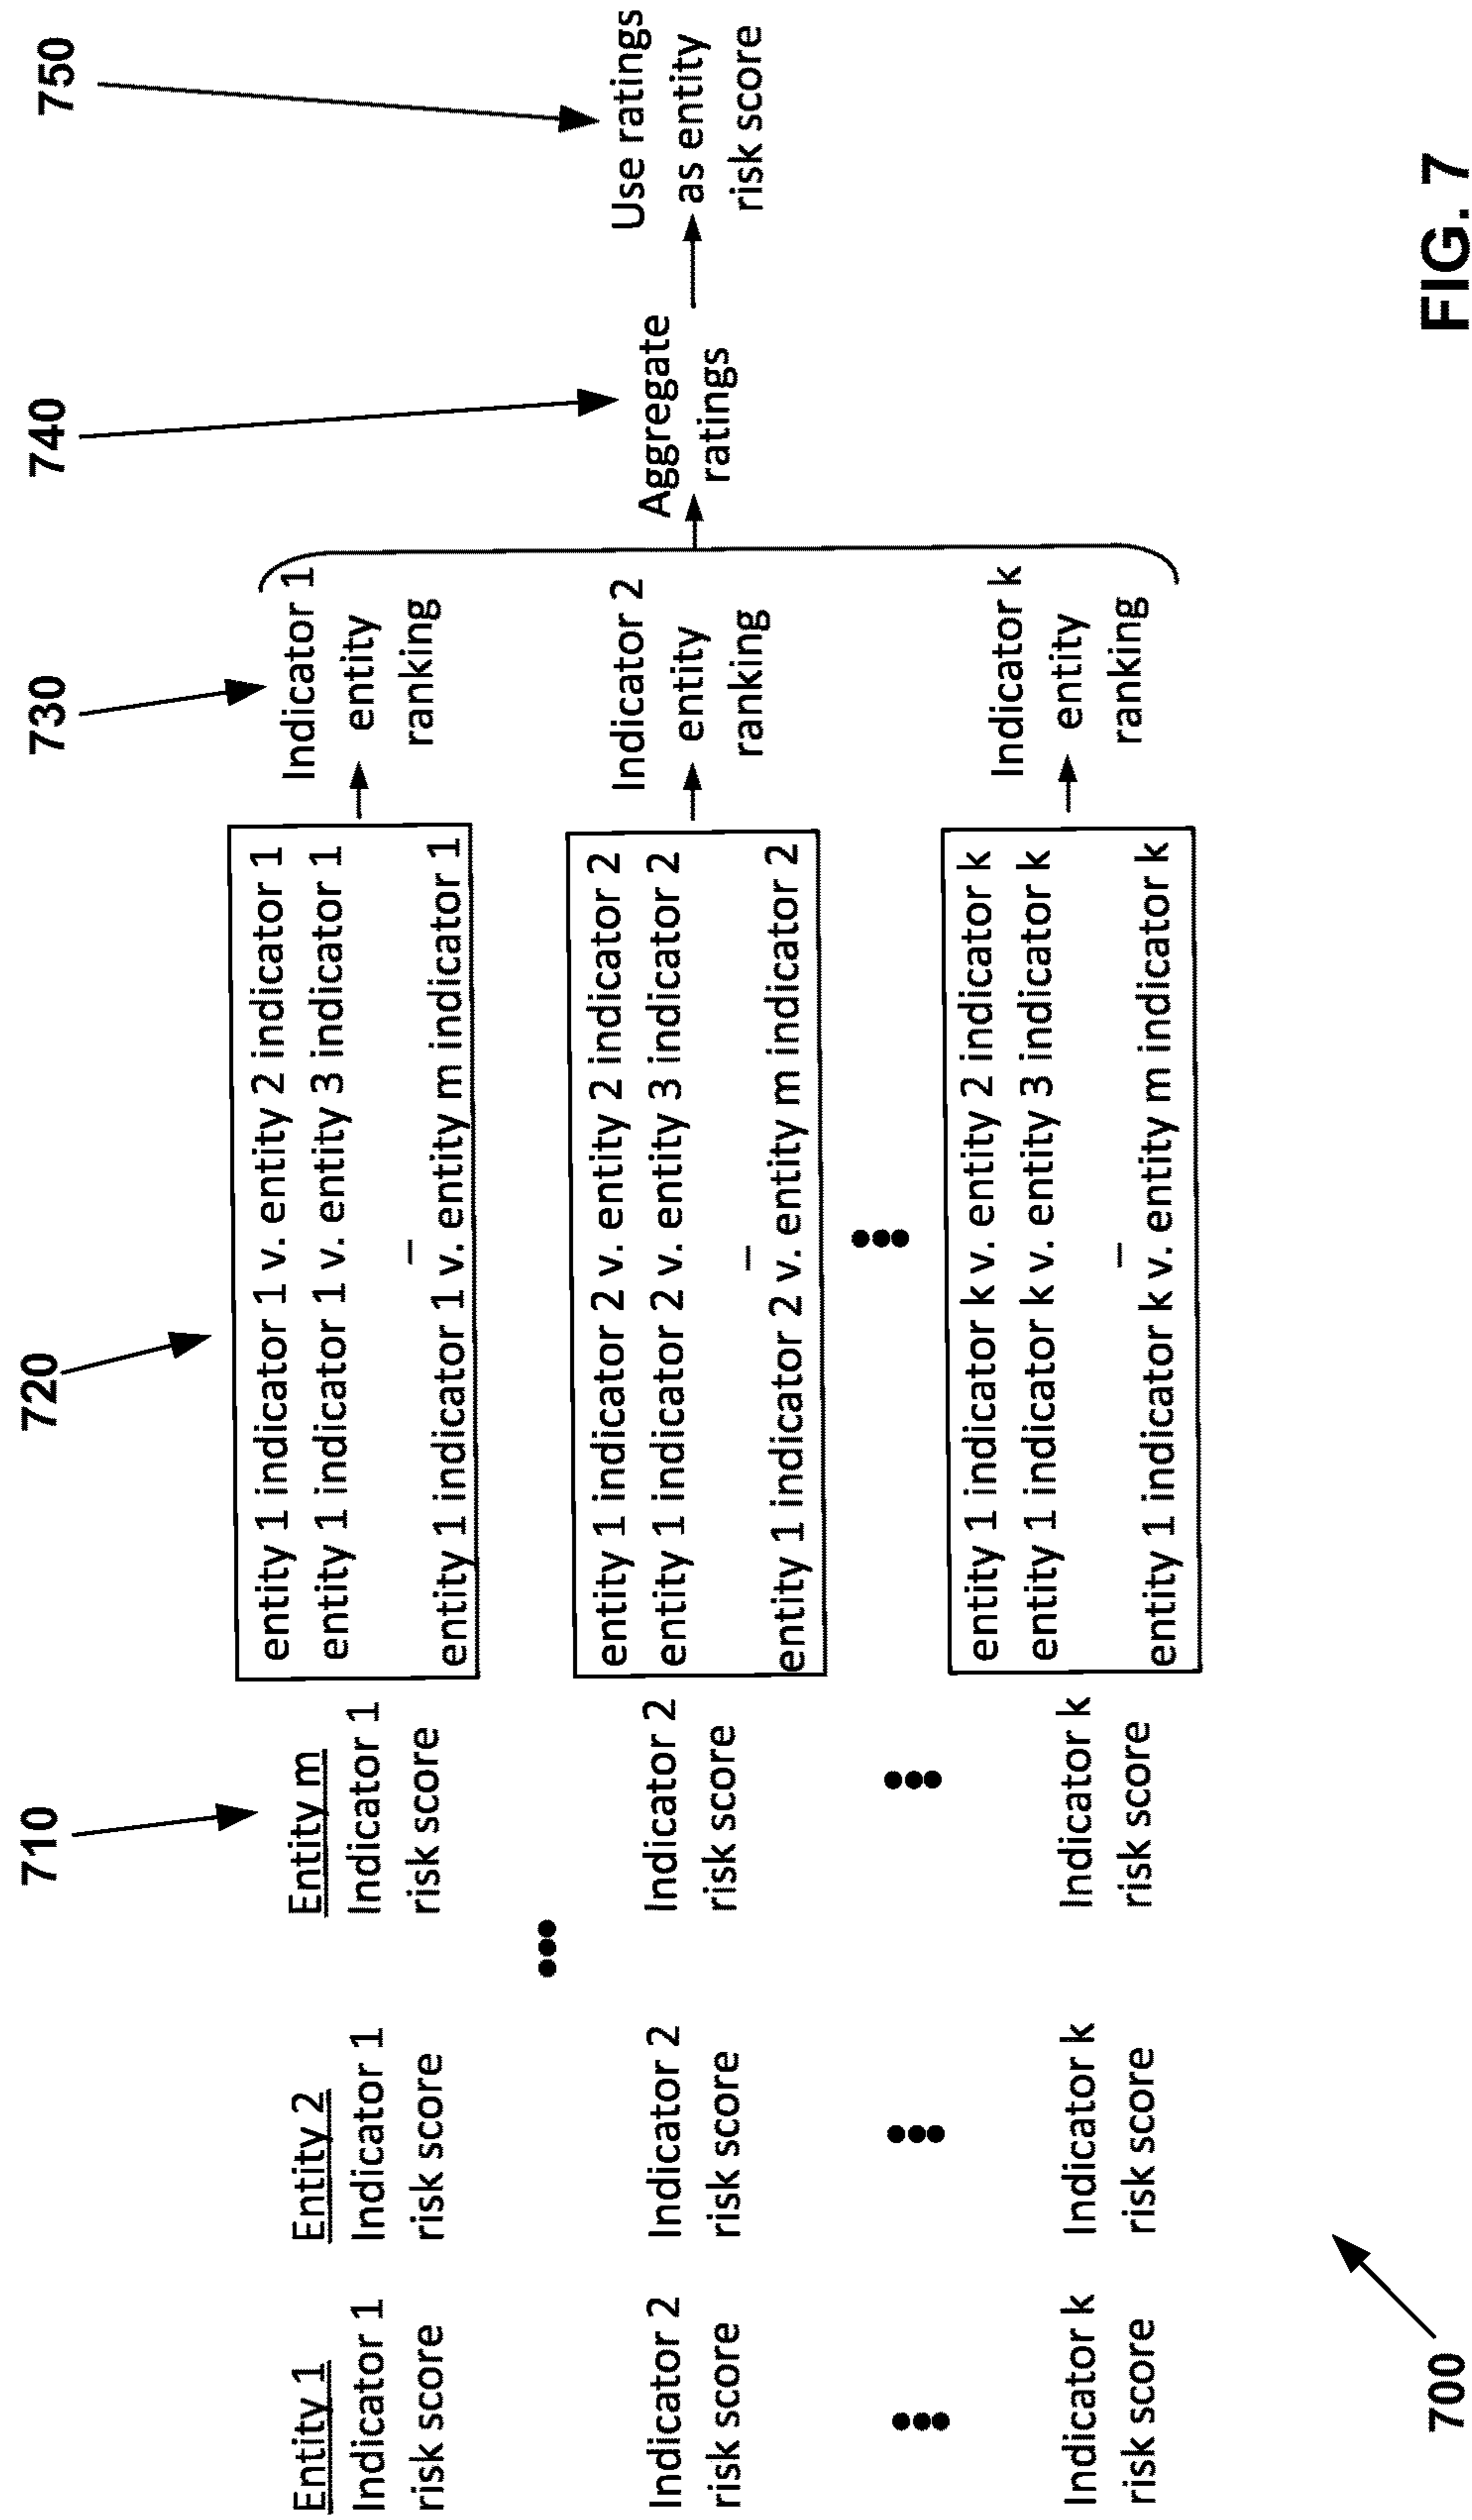 710
720
730
740
750
Entity 1
Indicator 1
risk score
Indicator 2
risk score
Indicator k
risk score
Entity 2
Indicator 1
risk score
Indicator 2
risk score
Indicator k
risk score
Entity m
Indicator 1
risk score
Indicator 2
risk score
Indicator k
risk score
entity 1 indicator 1 v. entity 2 indicator 1
entity 1 indicator 1 v. entity 3 indicator 1
entity 1 indicator 1 v. entity m indicator 1
entity 1 indicator 2 v. entity 2 indicator 2
entity 1 indicator 2 v. entity 3 indicator 2
entity 1 indicator 2 v. entity m indicator 2
entity 1 indicator k v. entity 2 indicator k
entity 1 indicator k v. entity 3 indicator k
entity 1 indicator k v. entity m indicator k
Indicator 1
entity
ranking
Indicator 2
entity
ranking
Indicator k
entity
ranking
Aggregate
ratings
Use ratings
as entity
risk score
700
FIG. 7